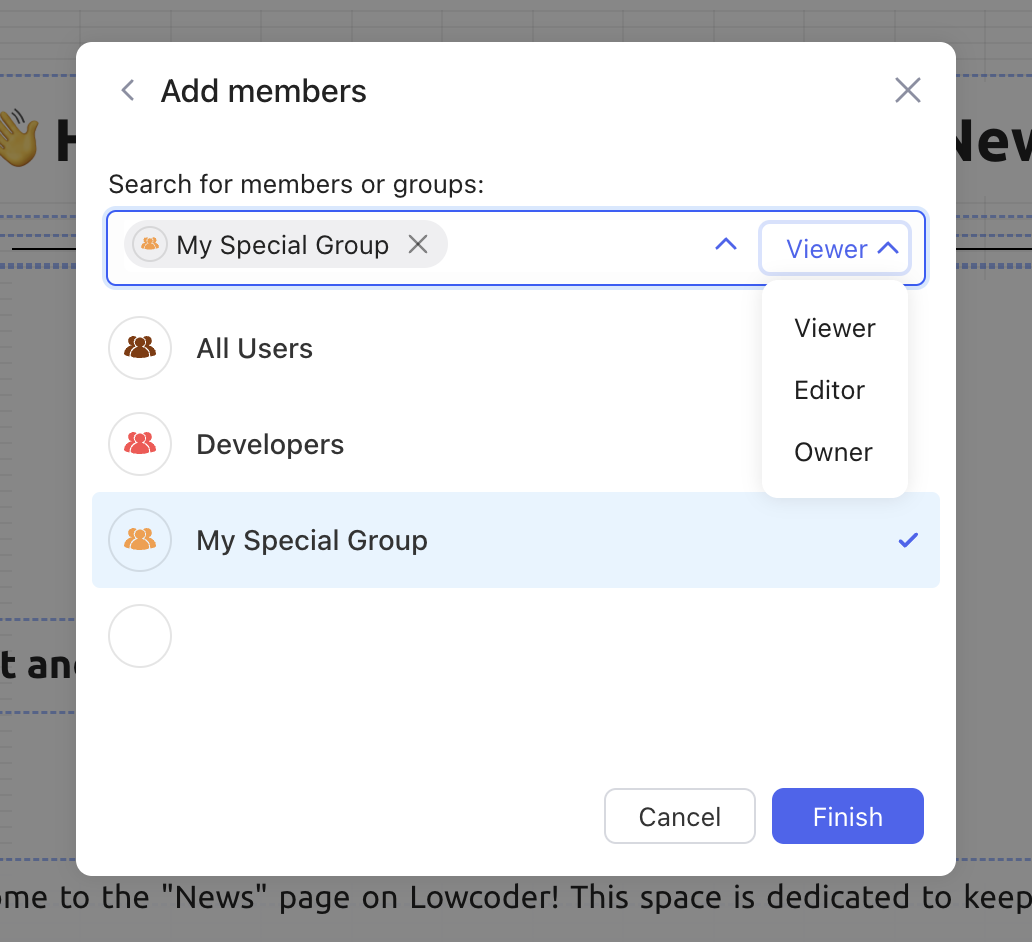 Add members
New
Search for members or groups:
My Special Group
Viewer
Viewer
All Users
Editor
Developers
Owner
My Special Group
t and
Cancel
Finish
ome to the "News" page on Lowcoder! This space is dedicated to keep